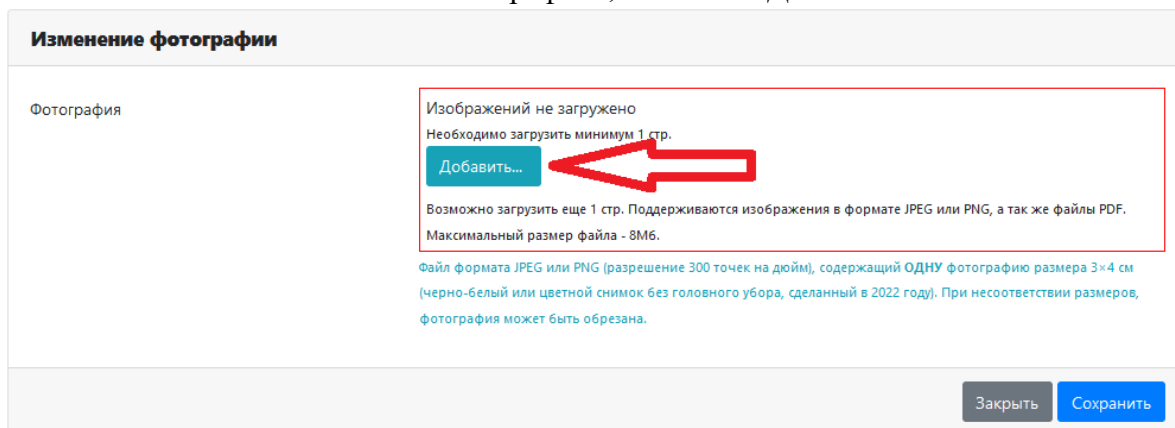 Изменение фотографии
Фотография
Изображений не загружено
Необходимо загрузить минимум 1 стр.
Добавить...
Возможно загрузить еще 1 стр. Поддерживаются изображения в формате JPEG или PNG, а так же файлы PDF.
Максимальный размер файла - 8Мб.
Файл формата JPEG или PNG (разрешение 300 точек на дюйм), содержащий ОДНУ фотографию размера 3×4 см
(черно-белый или цветной снимок без головного убора, сделанный в 2022 году). При несоответствии размеров,
фотография может быть обрезана.
Закрыть
Сохранить